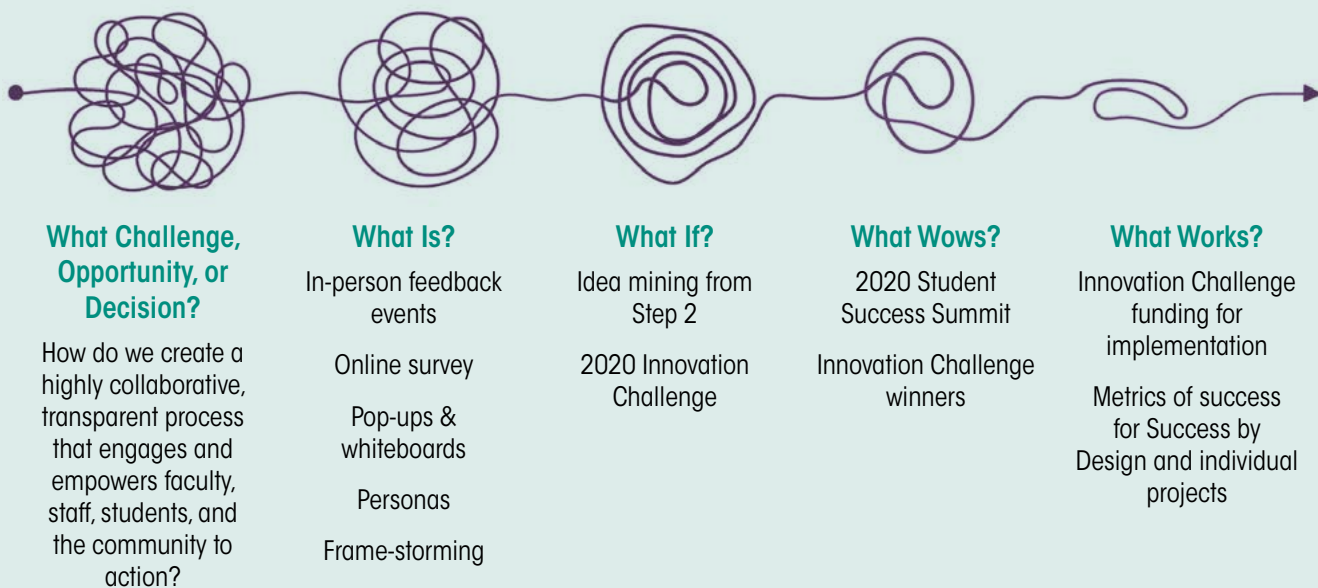 What Challenge,
Opportunity, or
Decision?
How do we create a
highly collaborative,
transparent process
that engages and
empowers faculty,
staff, students, and
the community to
action?
What Is?
In-person feedback
events
Online survey
Pop-ups &
whiteboards
Personas
Frame-storming
What If?
Idea mining from
Step 2
2020 Innovation
Challenge
What Wows?
2020 Student
Success Summit
Innovation Challenge
winners
What Works?
Innovation Challenge
funding for
implementation
Metrics of success
for Success by
Design and individual
projects